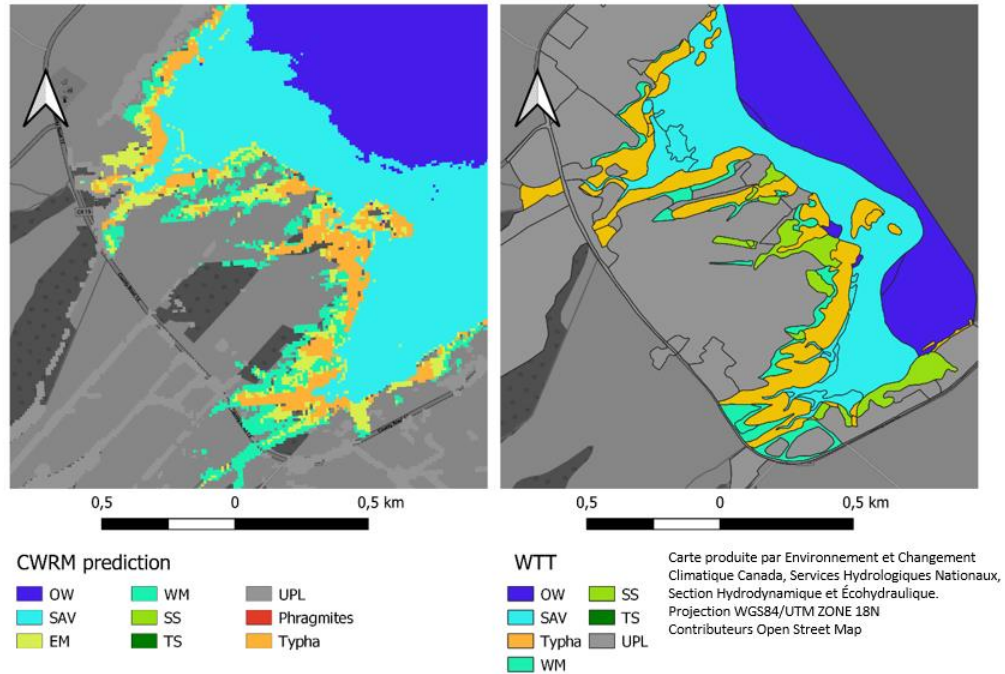 0,5 0 0,5 km
0,5 0 0,5 km
CWRM prediction
OW WM UPL
SAV SS Phragmites
EM TS Typha
WTT
OW SS
SAV TS
Typha UPL
WM
Carte produite par Environnement et Changement
Climatique Canada, Services Hydrologiques Nationaux,
Section Hydrodynamique et Écohydraulique.
Projection WGS84/UTM ZONE 18N
Contributeurs Open Street Map